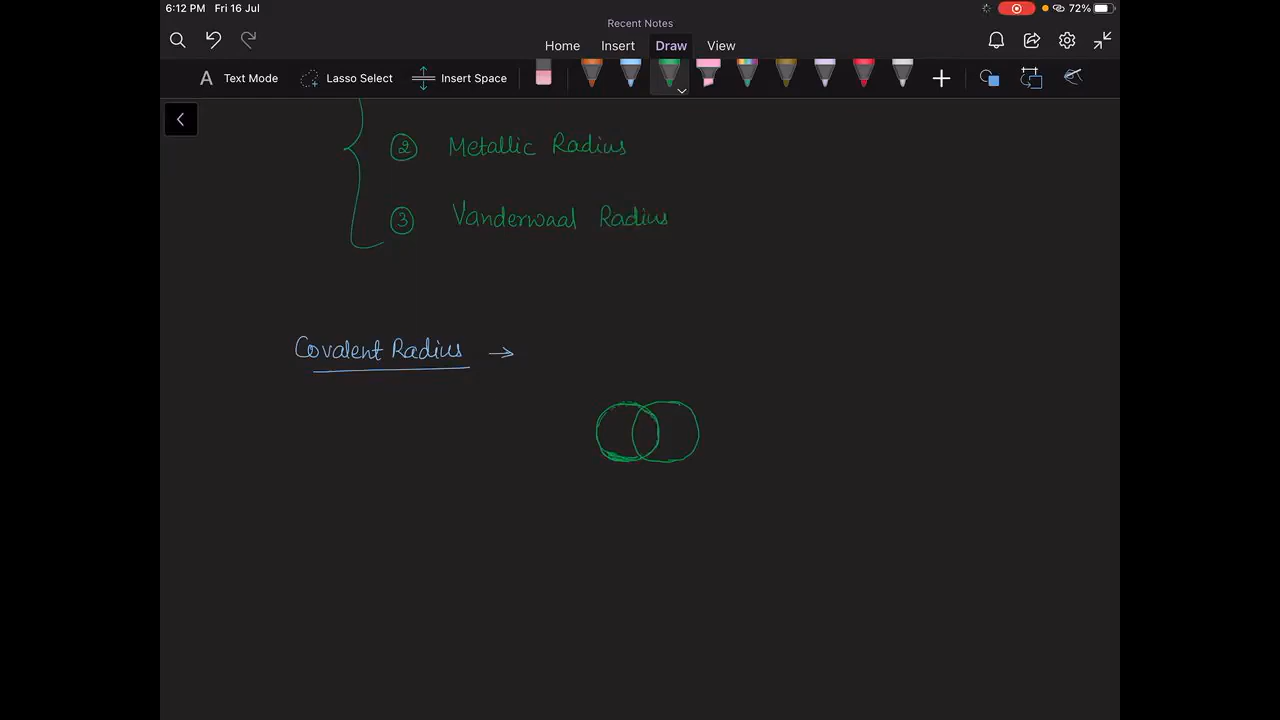 6:12 PM Fri 16 Jul
72%
Recent Notes
Home Insert Draw View
A Text Mode Lasso Select Insert Space
② Metallic Radius
③ Vanderwaal Radius
Covalent Radius →